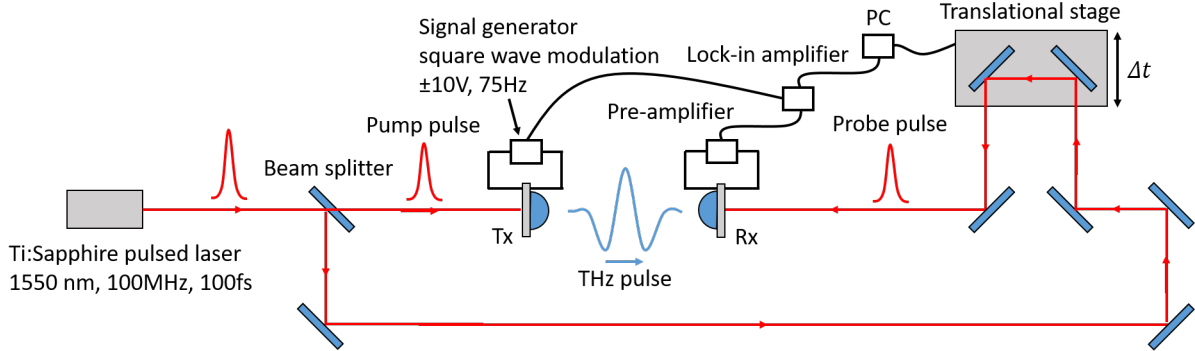 Translational stage
Signal generator
square wave modulation
±10V, 75Hz
PC
Lock-in amplifier
Δt
Pre-amplifier
Pump pulse
Probe pulse
Beam splitter
Tx
Rx
Ti:Sapphire pulsed laser
1550 nm, 100MHz, 100fs
THz pulse